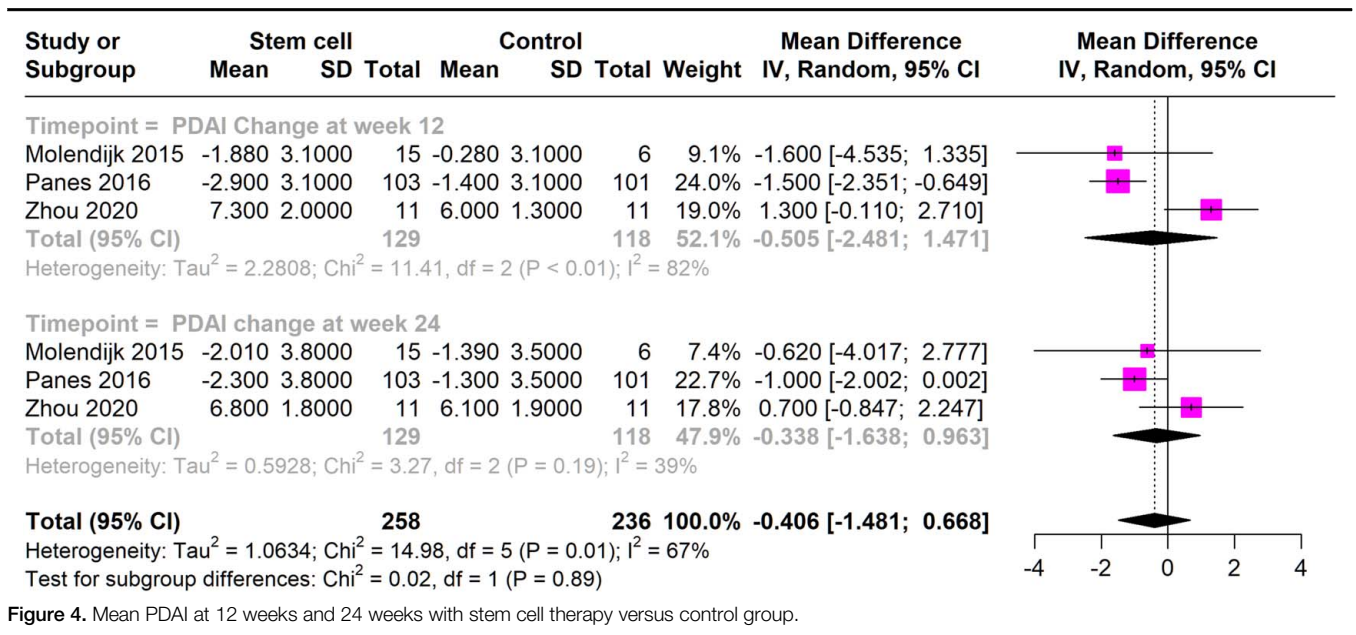 Study or Stem cell Control Mean Difference Mean Difference
Subgroup Mean SD Total Mean SD Total Weight IV, Random, 95% CI IV, Random, 95% CI
Timepoint = PDAI Change at week 12
Molendijk 2015 -1.880 3.1000 15 -0.280 3.1000 6 9.1% -1.600 [-4.535; 1.335]
Panes 2016 -2.900 3.1000 103 -1.400 3.1000 101 24.0% -1.500 [-2.351; -0.649]
Zhou 2020 7.300 2.0000 11 6.000 1.3000 11 19.0% 1.300 [-0.110; 2.710]
Total (95% CI) 129 118 52.1% -0.505 [-2.481; 1.471]
Heterogeneity: Tau² = 2.2808; Chi² = 11.41, df = 2 (P < 0.01); I² = 82%
Timepoint = PDAI change at week 24
Molendijk 2015 -2.010 3.8000 15 -1.390 3.5000 6 7.4% -0.620 [-4.017; 2.777]
Panes 2016 -2.300 3.8000 103 -1.300 3.5000 101 22.7% -1.000 [-2.002; 0.002]
Zhou 2020 6.800 1.8000 11 6.100 1.9000 11 17.8% 0.700 [-0.847; 2.247]
Total (95% CI) 129 118 47.9% -0.338 [-1.638; 0.963]
Heterogeneity: Tau² = 0.5928; Chi² = 3.27, df = 2 (P = 0.19); I² = 39%
Total (95% CI) 258 236 100.0% -0.406 [-1.481; 0.668]
Heterogeneity: Tau² = 1.0634; Chi² = 14.98, df = 5 (P = 0.01); I² = 67%
Test for subgroup differences: Chi² = 0.02, df = 1 (P = 0.89)
-4 -2 0 2 4
Figure 4. Mean PDAI at 12 weeks and 24 weeks with stem cell therapy versus control group.